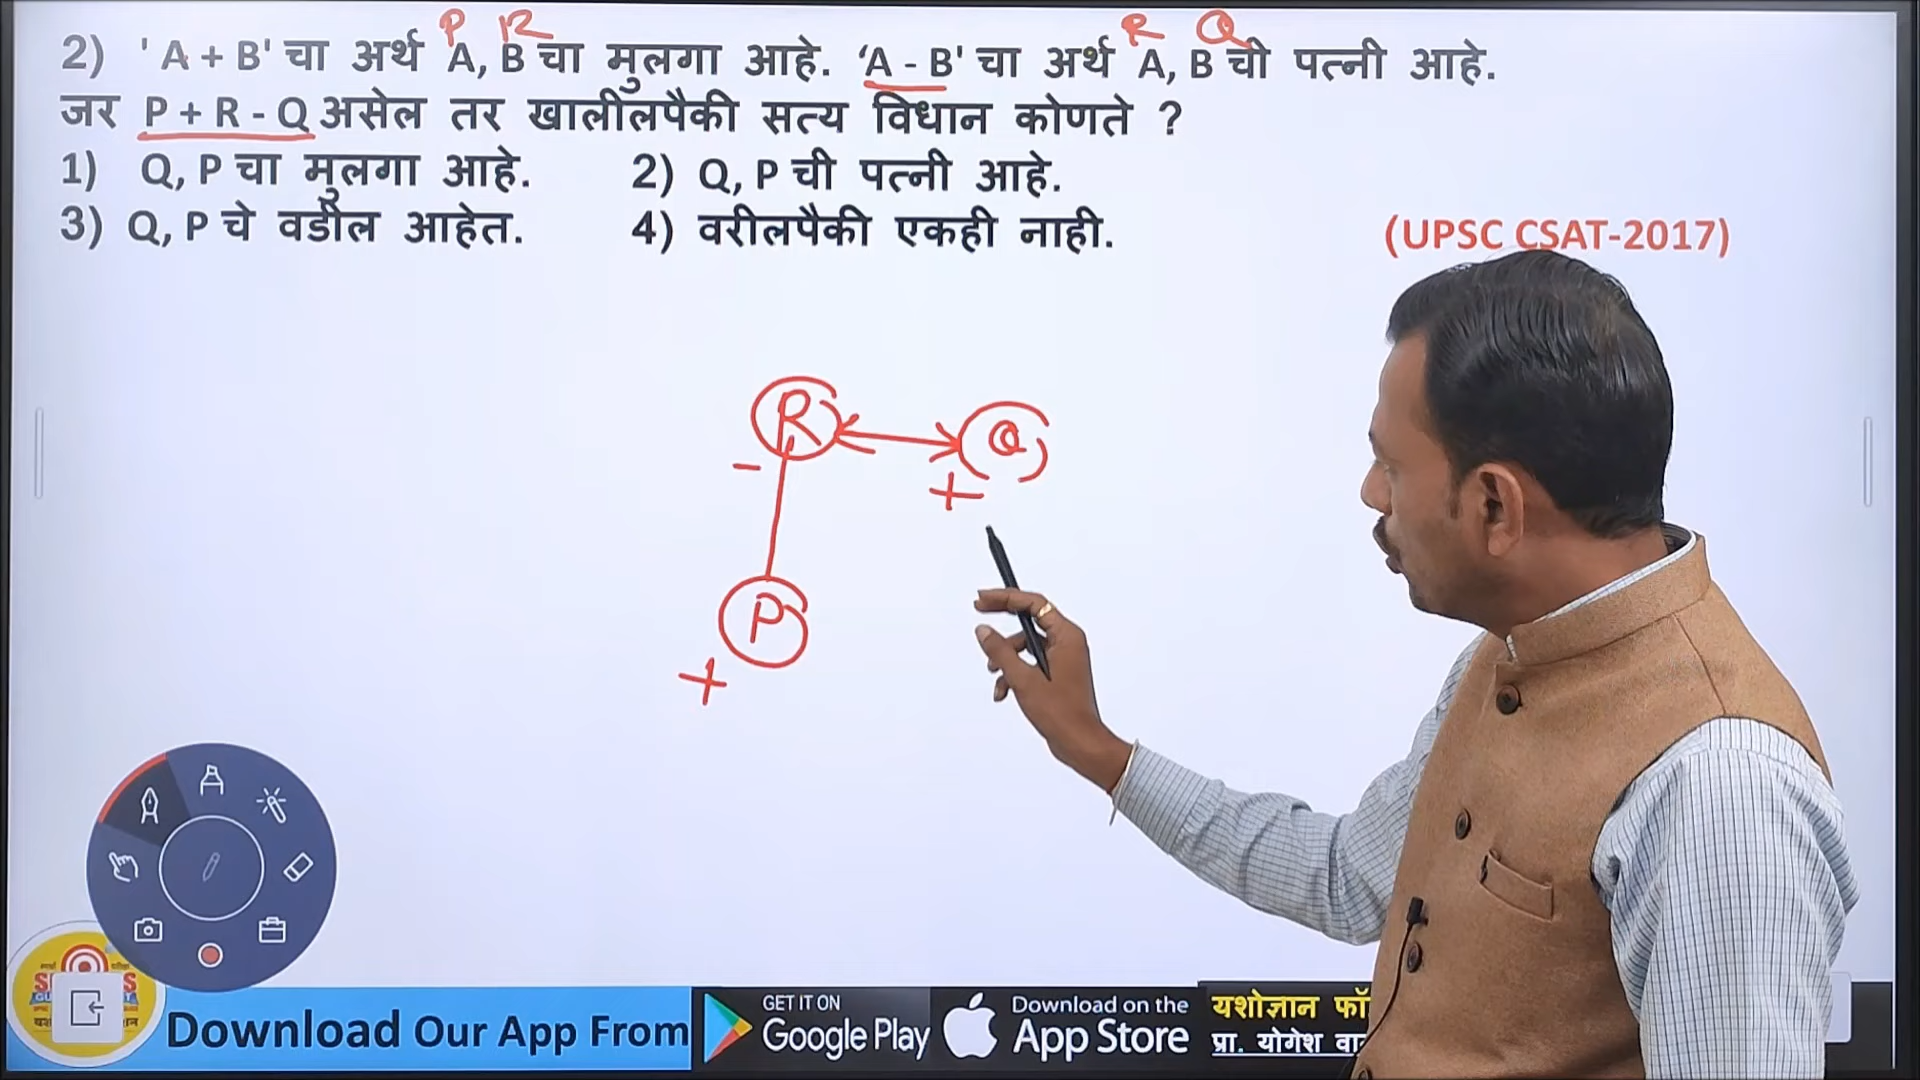 P R R Q
2) 'A + B' चा अर्थ A, B चा मुलगा आहे. ‘A - B' चा अर्थ A, B ची पत्नी आहे.
जर P + R - Q असेल तर खालीलपैकी सत्य विधान कोणते ?
1) Q, P चा मुलगा आहे. 2) Q, P ची पत्नी आहे.
3) Q, P चे वडील आहेत. 4) वरीलपैकी एकही नाही.
(UPSC CSAT-2017)
R Q
- +
P
+
Download Our App From
GET IT ON
Google Play
Download on the
App Store
यशोज्ञान
प्रा. योगेश